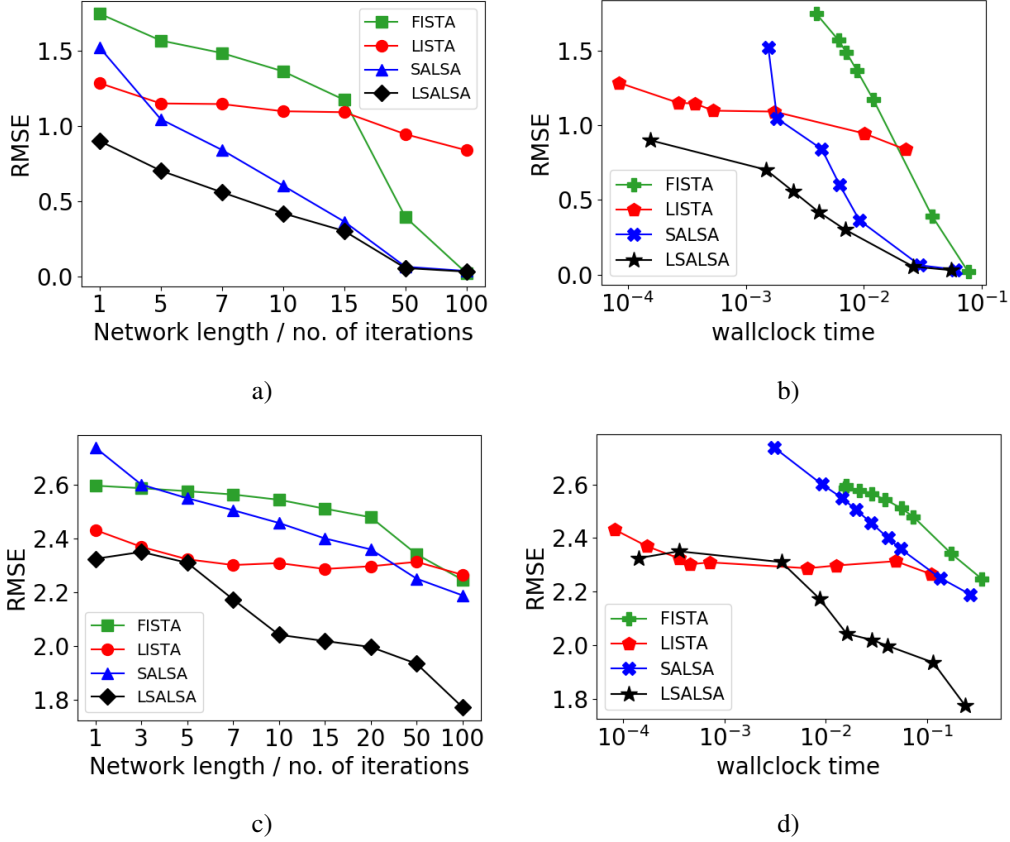 RMSE
1.5
1.0
0.5
0.0
FISTA
LISTA
SALSA
LSALSA
1 5 7 10 15 50 100
Network length / no. of iterations
a)
RMSE
1.5
1.0
0.5
0.0
FISTA
LISTA
SALSA
LSALSA
10⁻⁴ 10⁻³ 10⁻² 10⁻¹
wallclock time
b)
RMSE
2.6
2.4
2.2
2.0
1.8
FISTA
LISTA
SALSA
LSALSA
1 3 5 7 10 15 20 50 100
Network length / no. of iterations
c)
RMSE
2.6
2.4
2.2
2.0
1.8
FISTA
LISTA
SALSA
LSALSA
10⁻⁴ 10⁻³ 10⁻² 10⁻¹
wallclock time
d)